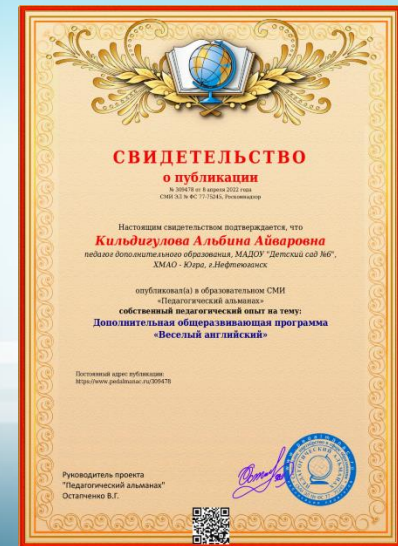 СВИДЕТЕЛЬСТВО
о публикации
№ 309478 от 8 апреля 2022 года
СМИ ЭЛ № ФС 77-75245, Роскомнадзор
Настоящим свидетельством подтверждается, что
Кильдигулова Альбина Айваровна
педагог дополнительного образования, МАДОУ "Детский сад №6",
ХМАО - Югра, г.Нефтеюганск
опубликовал(а) в образовательном СМИ
«Педагогический альманах»
собственный педагогический опыт на тему:
Дополнительная общеразвивающая программа
«Веселый английский»
Постоянный адрес публикации:
https://www.pedalmanac.ru/309478
Руководитель проекта
"Педагогический альманах"
Остапченко В.Г.
ПЕДАГОГИЧЕСКИЙ АЛЬМАНАХ